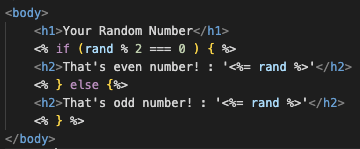 <body>
<h1>Your Random Number</h1>
<% if (rand % 2 === 0 ) { %>
<h2>That's even number! : '<%= rand %>'</h2>
<% } else {%>
<h2>That's odd number! : '<%= rand %>'</h2>
<% } %>
</body>